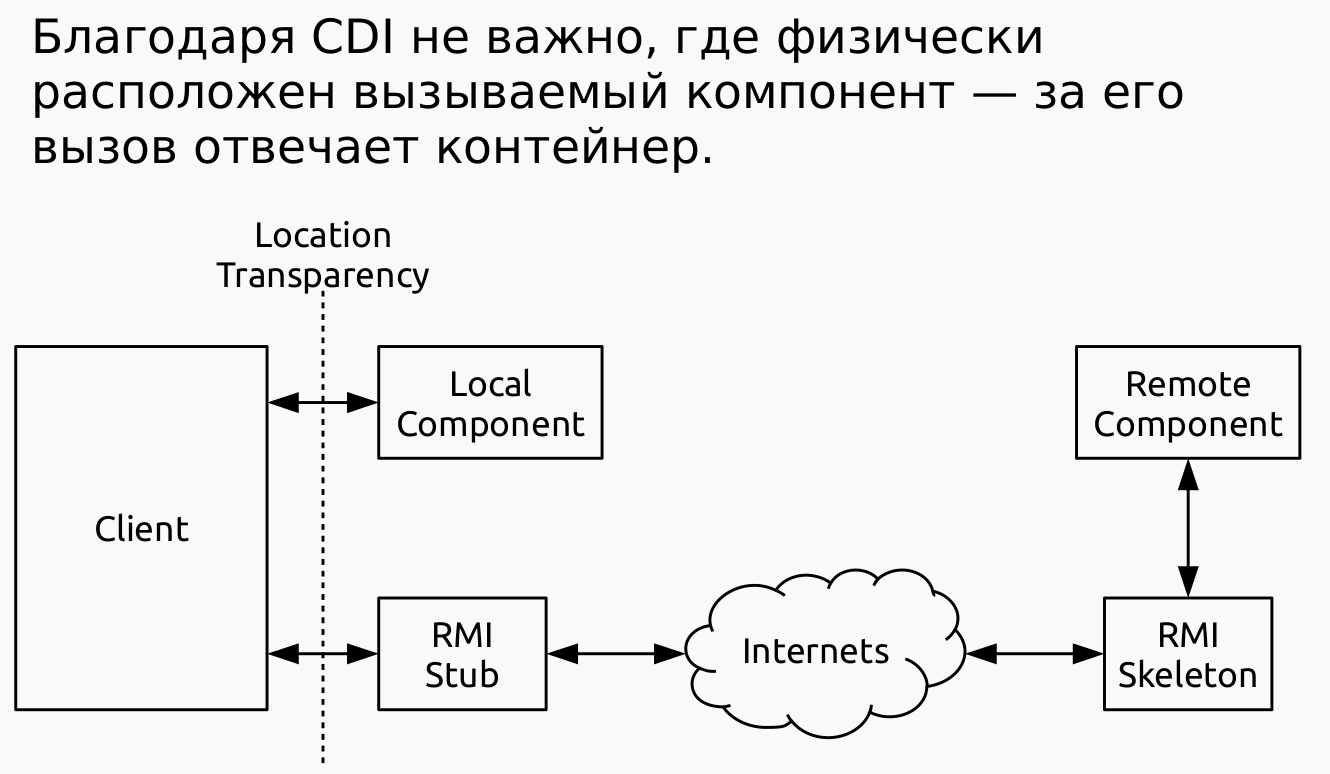 Благодаря CDI не важно, где физически
расположен вызываемый компонент — за его
вызов отвечает контейнер.
Location
Transparency
Client
Local
Component
Remote
Component
RMI
Stub
Internets
RMI
Skeleton